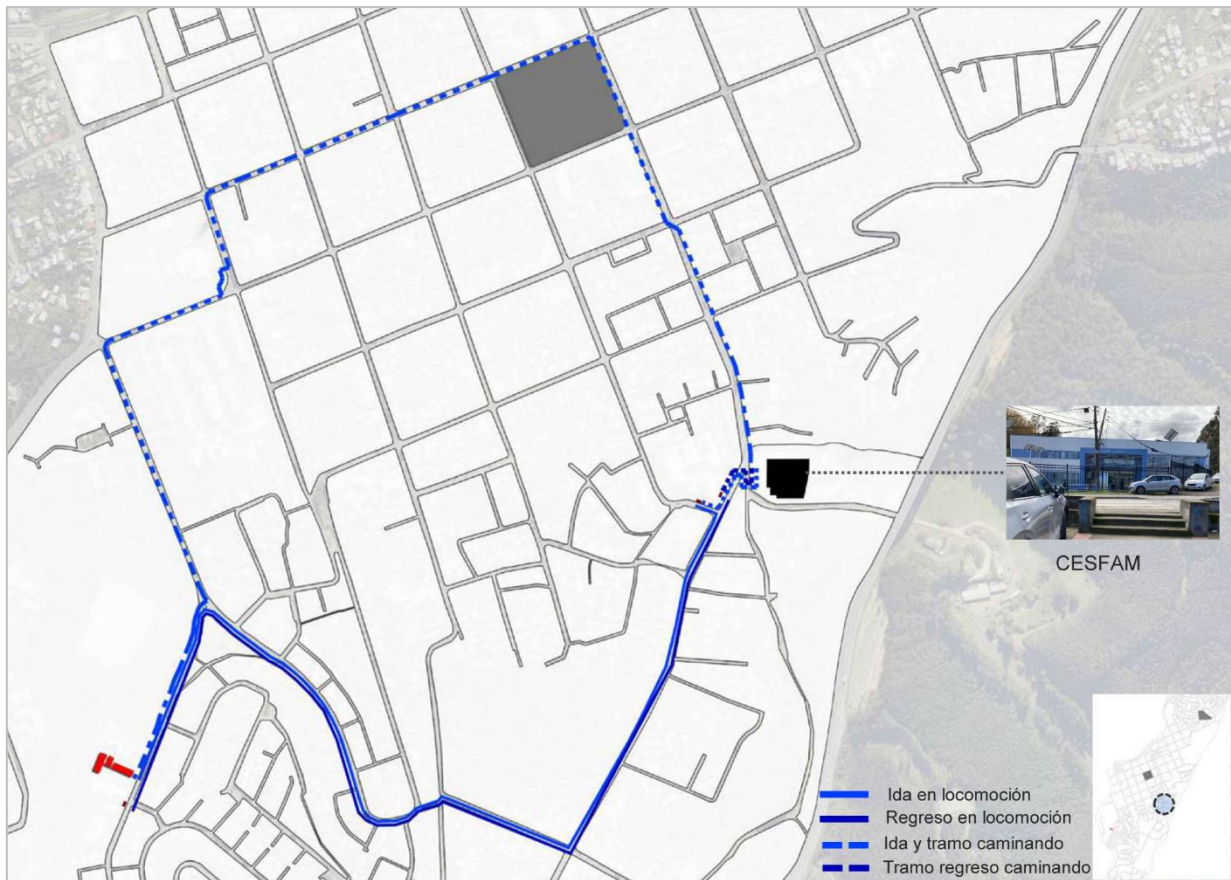 CESFAM
Ida en locomoción
Regreso en locomoción
Ida y tramo caminando
Tramo regreso caminando